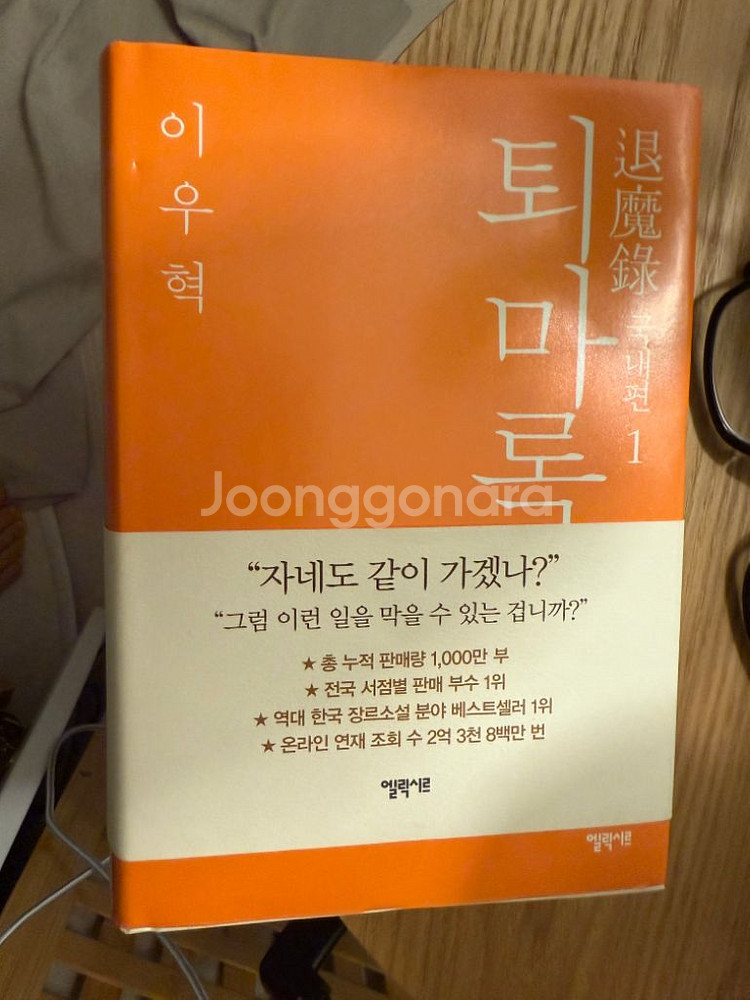 이우혁
퇴마록
退魔錄 국내편 1
Joonggonara
“자네도 같이 가겠나?”
“그럼 이런 일을 막을 수 있는 겁니까?”
★ 총 누적 판매량 1,000만 부
★ 전국 서점별 판매 부수 1위
★ 역대 한국 장르소설 분야 베스트셀러 1위
★ 온라인 연재 조회 수 2억 3천 8백만 번
엘릭시르
엘릭시르